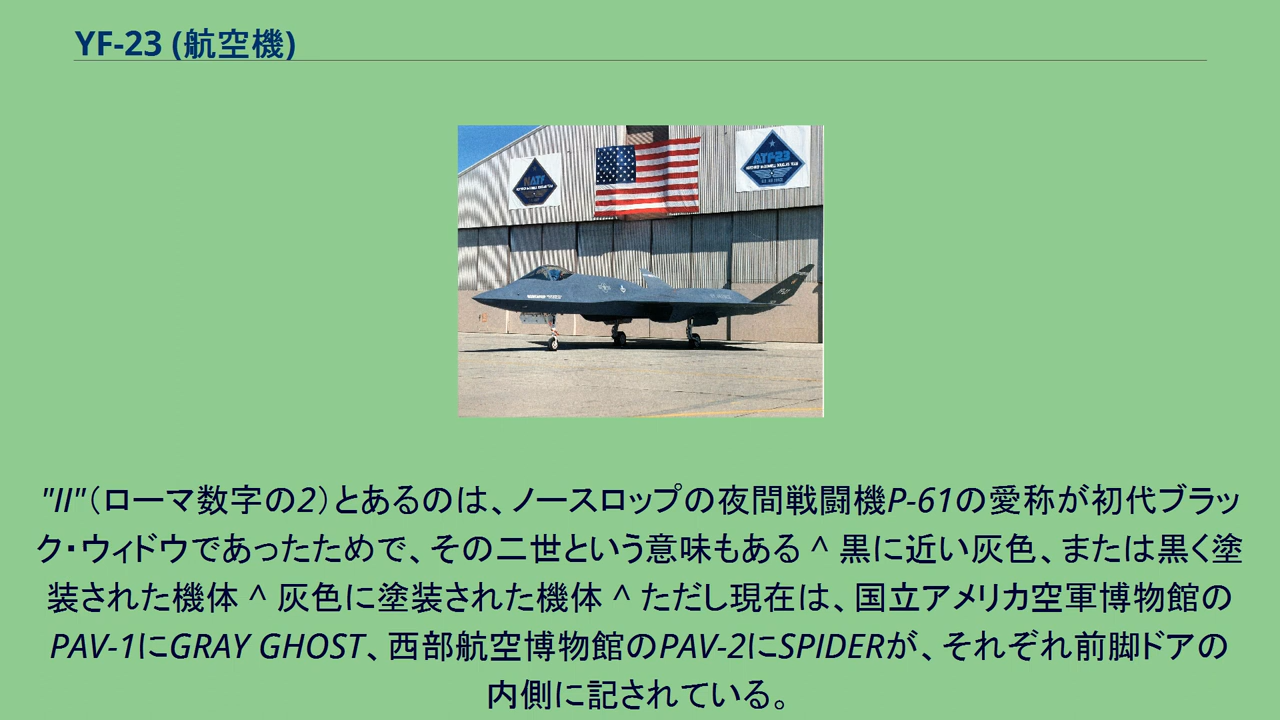 YF-23 (航空機)
NATF
ATF-23
"II"（ローマ数字の2）とあるのは、ノースロップの夜間戦闘機P-61の愛称が初代ブラッ
ク・ウィドウであったためで、その二世という意味もある ^ 黒に近い灰色、または黒く塗
装された機体 ^ 灰色に塗装された機体 ^ ただし現在は、国立アメリカ空軍博物館の
PAV-1にGRAY GHOST、西部航空博物館のPAV-2にSPIDERが、それぞれ前脚ドアの
内側に記されている。